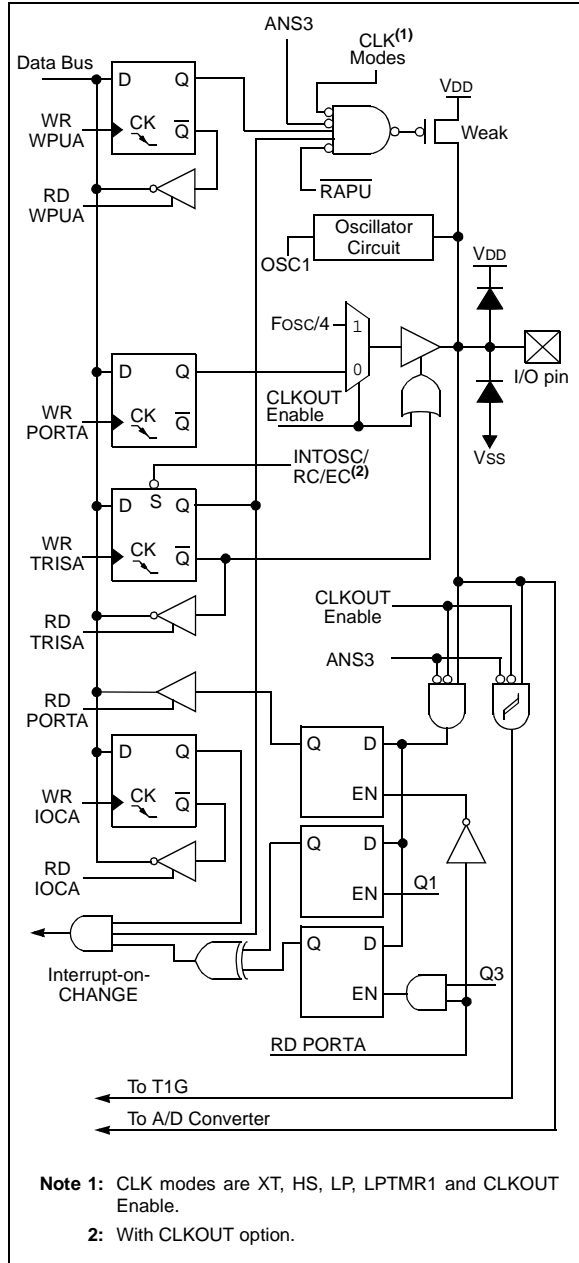 ANS3
CLK(1)
Modes
Data Bus
VDD
D
Q
WR
WPUA
CK
Q
Weak
RD
WPUA
RAPU
Oscillator
Circuit
OSC1
VDD
FOSC/4
1
D
Q
0
I/O pin
WR
PORTA
CK
Q
CLKOUT
Enable
VSS
INTOSC/
RC/EC(2)
D
S
Q
WR
TRISA
CK
Q
RD
TRISA
CLKOUT
Enable
ANS3
RD
PORTA
D
Q
Q
D
WR
IOCA
CK
Q
EN
RD
IOCA
Q
D
EN
Q1
Q
D
Interrupt-on-
CHANGE
EN
Q3
RD PORTA
To T1G
To A/D Converter
Note 1: CLK modes are XT, HS, LP, LPTMR1 and CLKOUT
Enable.
2: With CLKOUT option.